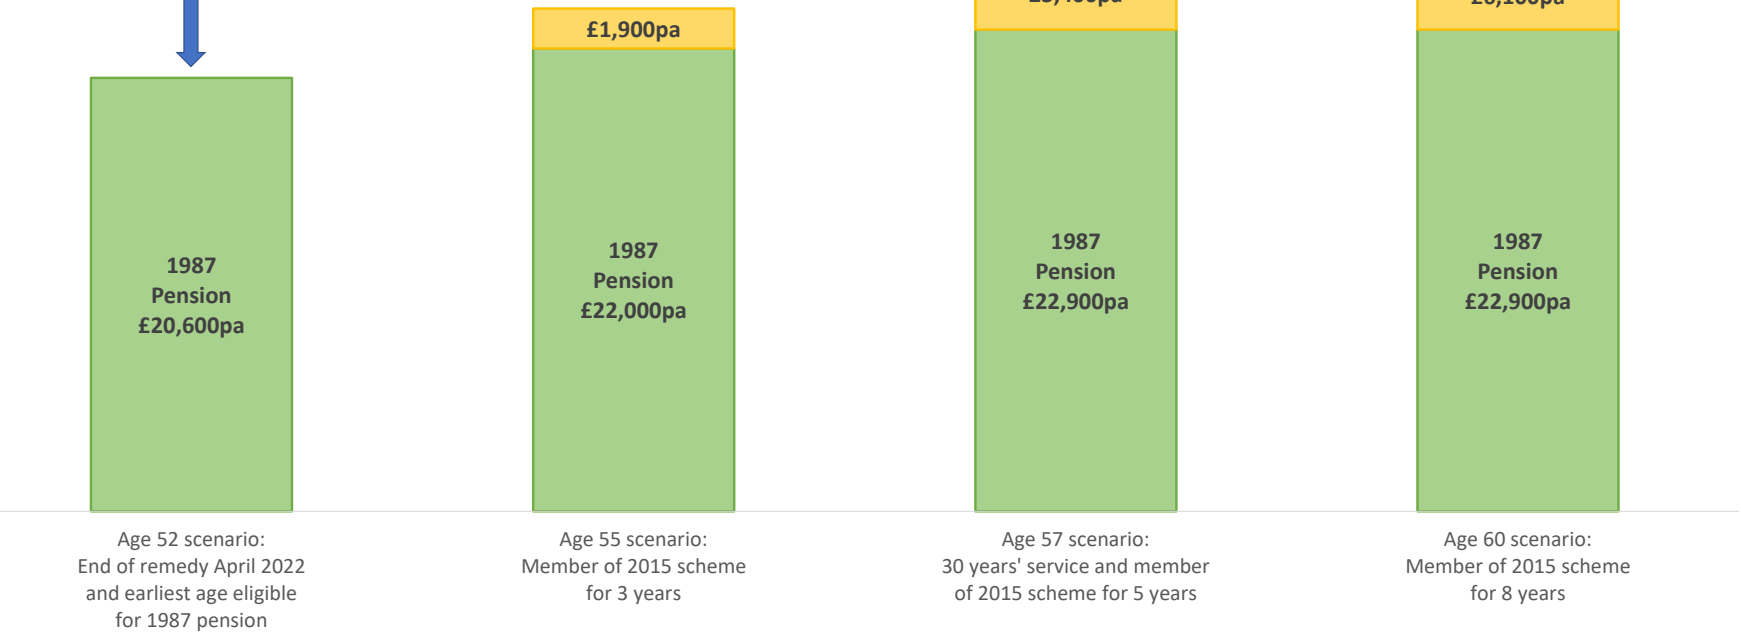 £1,900pa
1987
Pension
£20,600pa
1987
Pension
£22,000pa
1987
Pension
£22,900pa
1987
Pension
£22,900pa
Age 52 scenario:
End of remedy April 2022
and earliest age eligible
for 1987 pension
Age 55 scenario:
Member of 2015 scheme
for 3 years
Age 57 scenario:
30 years' service and member
of 2015 scheme for 5 years
Age 60 scenario:
Member of 2015 scheme
for 8 years